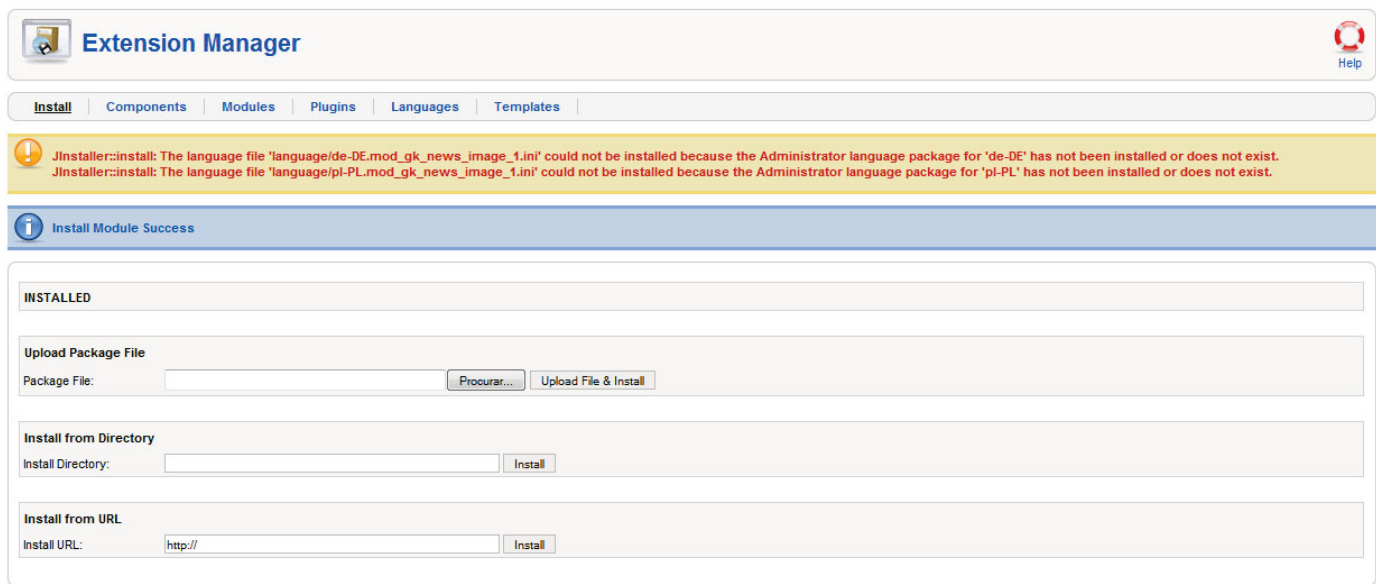 Extension Manager
Help
Install Components Modules Plugins Languages Templates
JInstaller::install: The language file 'language/de-DE.mod_gk_news_image_1.ini' could not be installed because the Administrator language package for 'de-DE' has not been installed or does not exist.
JInstaller::install: The language file 'language/pl-PL.mod_gk_news_image_1.ini' could not be installed because the Administrator language package for 'pl-PL' has not been installed or does not exist.
Install Module Success
INSTALLED
Upload Package File
Package File: Procurar... Upload File & Install
Install from Directory
Install Directory: Install
Install from URL
Install URL: http:// Install